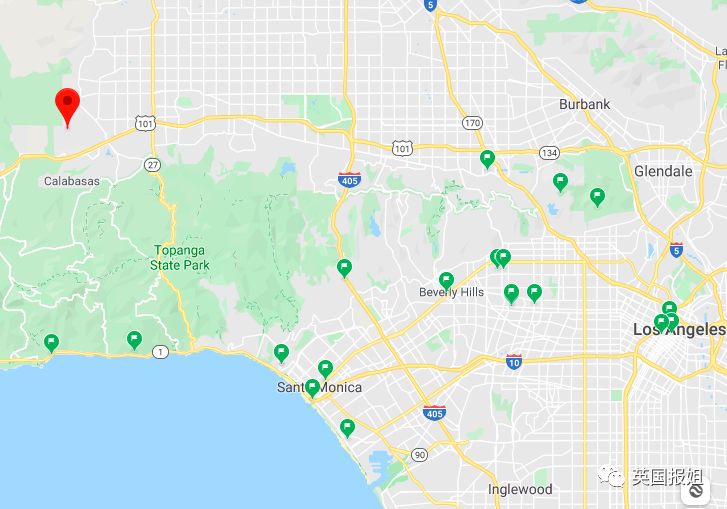 5
Burbank
La
Fl
170
101
101
134
Glendale
27
405
Calabasas
Topanga
State Park
5
Beverly Hills
Los Angeles
1
10
Santa Monica
405
90
英国报姐
Inglewood